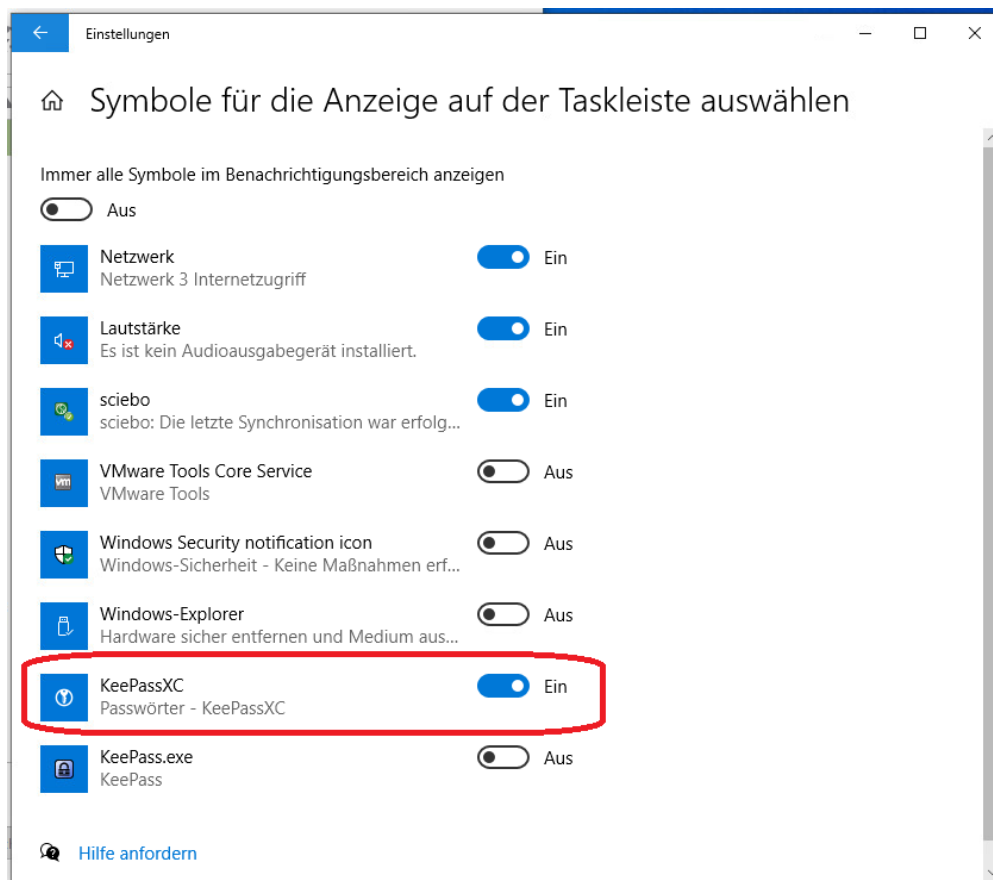 Einstellungen
Symbole für die Anzeige auf der Taskleiste auswählen
Immer alle Symbole im Benachrichtigungsbereich anzeigen
Aus
Netzwerk
Ein
Netzwerk 3 Internetzugriff
Lautstärke
Ein
Es ist kein Audioausgabegerät installiert.
sciebo
Ein
sciebo: Die letzte Synchronisation war erfolg...
VMware Tools Core Service
Aus
VMware Tools
vm
Windows Security notification icon
Aus
Windows-Sicherheit - Keine Maßnahmen erf...
Windows-Explorer
Aus
Hardware sicher entfernen und Medium aus...
KeePassXC
Ein
Passwörter - KeePassXC
KeePass.exe
Aus
KeePass
Hilfe anfordern